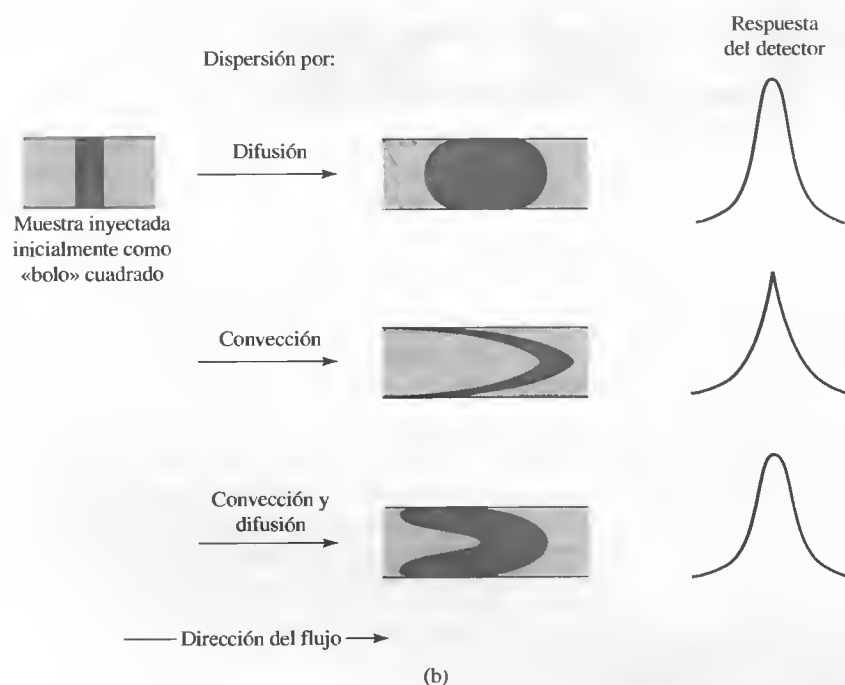 Respuesta
del detector
Dispersión por:
Difusión
Muestra inyectada
inicialmente como
«bolo» cuadrado
Convección
Convección y
difusión
Dirección del flujo
(b)